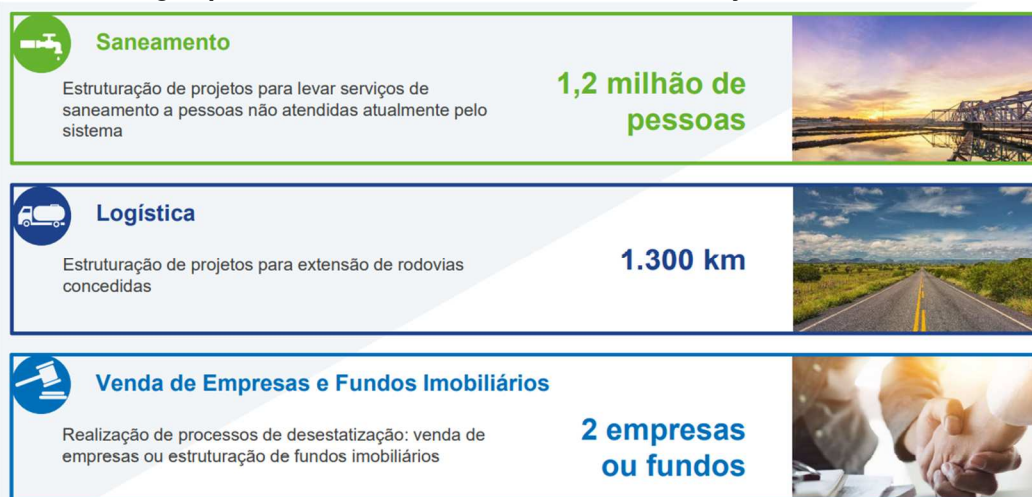 Saneamento
Estruturação de projetos para levar serviços de
saneamento a pessoas não atendidas atualmente pelo
sistema
1,2 milhão de
pessoas
Logística
Estruturação de projetos para extensão de rodovias
concedidas
1.300 km
Venda de Empresas e Fundos Imobiliários
Realização de processos de desestatização: venda de
empresas ou estruturação de fundos imobiliários
2 empresas
ou fundos